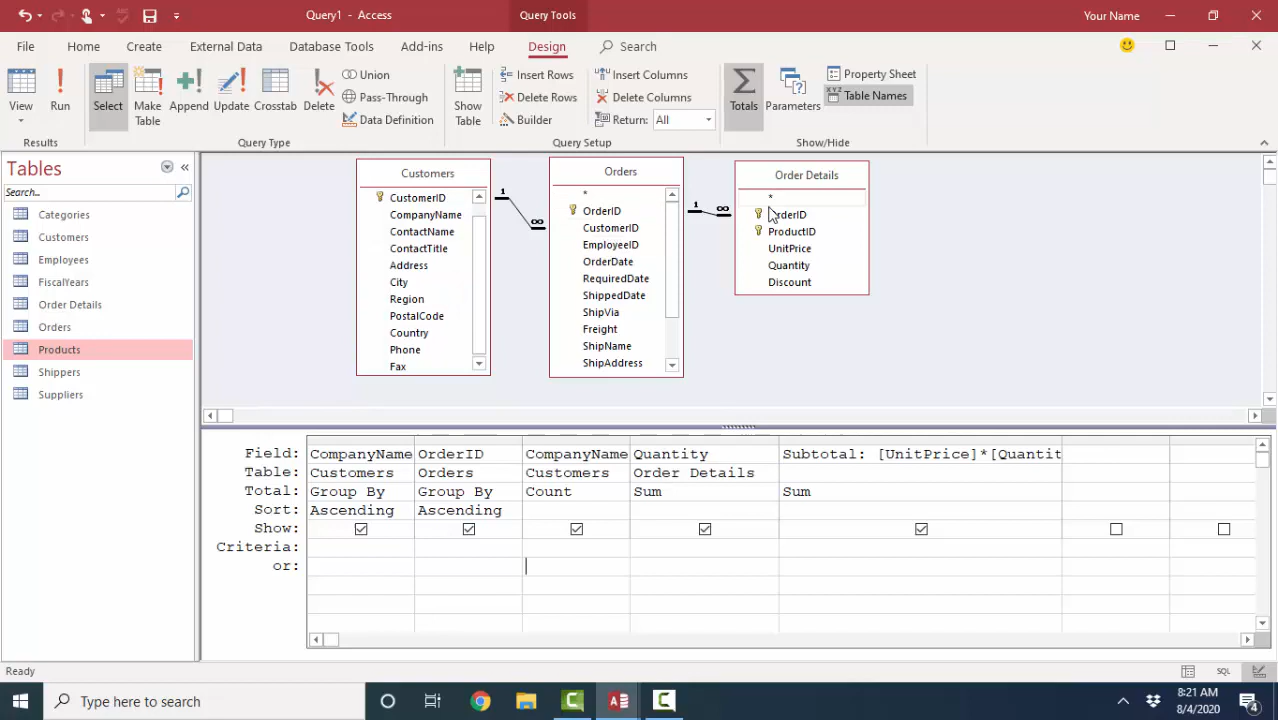 Query1 - Access
Query Tools
Your Name
File Home Create External Data Database Tools Add-ins Help Design Search
View
Run
Select
Make Table
Append
Update
Crosstab
Delete
Union
Pass-Through
Data Definition
Show Table
Insert Rows
Delete Rows
Builder
Insert Columns
Delete Columns
Return: All
Totals
Parameters
Property Sheet
Table Names
Results
Query Type
Query Setup
Show/Hide
Tables
Search...
Categories
Customers
Employees
FiscalYears
Order Details
Orders
Products
Shippers
Suppliers
Customers
CustomerID
CompanyName
ContactName
ContactTitle
Address
City
Region
PostalCode
Country
Phone
Fax
1
∞
Orders
*
OrderID
CustomerID
EmployeeID
OrderDate
RequiredDate
ShippedDate
ShipVia
Freight
ShipName
ShipAddress
1
∞
Order Details
*
OrderID
ProductID
UnitPrice
Quantity
Discount
Field: CompanyName OrderID CompanyName Quantity Subtotal: [UnitPrice]*[Quantit
Table: Customers Orders Customers Order Details
Total: Group By Group By Count Sum Sum
Sort: Ascending Ascending
Show:
Criteria:
or:
Ready
SQL
Type here to search
8:21 AM
8/4/2020
4